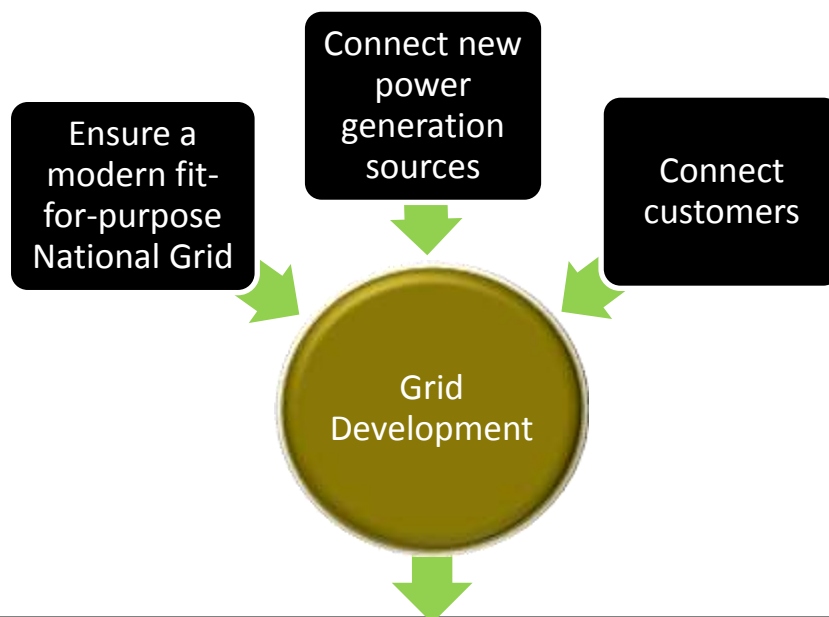 Ensure a
modern fit-
for-purpose
National Grid
Connect new
power
generation
sources
Connect
customers
Grid
Development